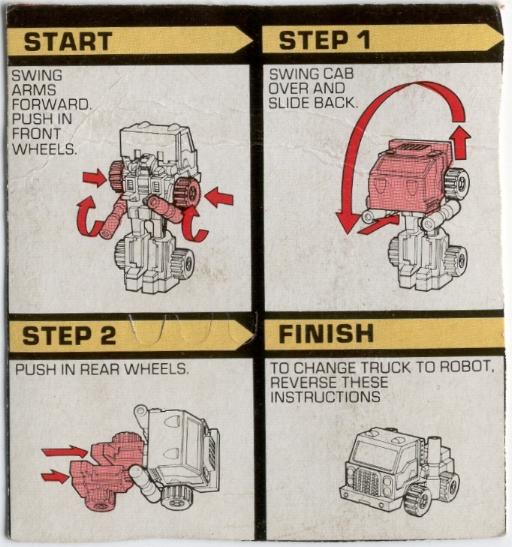 START
SWING
ARMS
FORWARD.
PUSH IN
FRONT
WHEELS.
STEP 1
SWING CAB
OVER AND
SLIDE BACK.
STEP 2
PUSH IN REAR WHEELS.
FINISH
TO CHANGE TRUCK TO ROBOT,
REVERSE THESE
INSTRUCTIONS